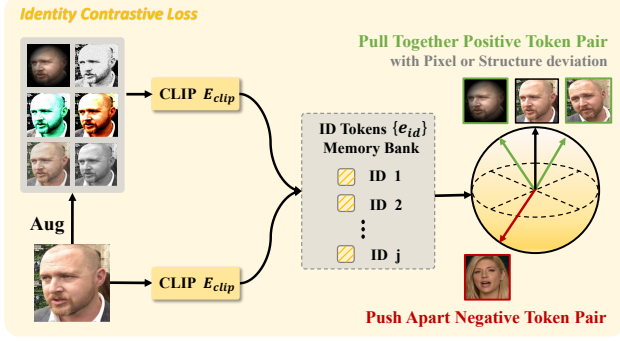 Identity Contrastive Loss
Pull Together Positive Token Pair
with Pixel or Structure deviation
CLIP E_clip
ID Tokens {e_id}
Memory Bank
ID 1
ID 2
ID j
Aug
CLIP E_clip
Push Apart Negative Token Pair